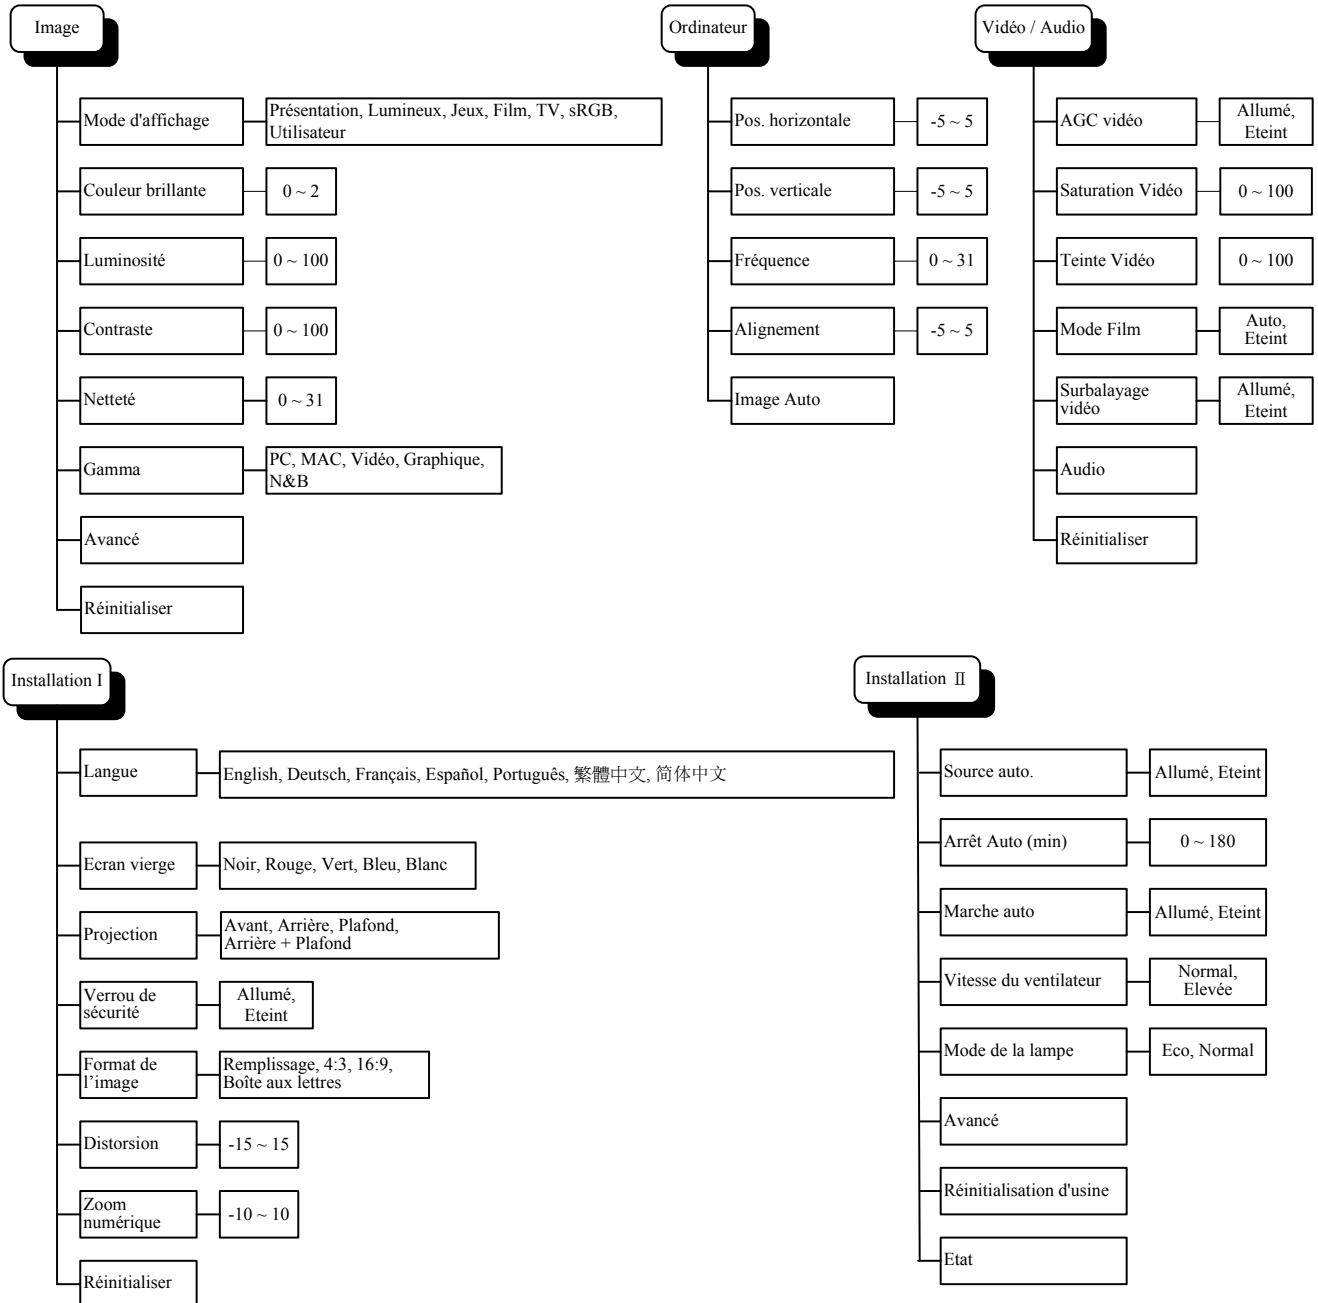 Image
Mode d'affichage
Présentation, Lumineux, Jeux, Film, TV, sRGB,
Utilisateur
Couleur brillante
0 ~ 2
Luminosité
0 ~ 100
Contraste
0 ~ 100
Netteté
0 ~ 31
Gamma
PC, MAC, Vidéo, Graphique,
N&B
Avancé
Réinitialiser
Ordinateur
Pos. horizontale
-5 ~ 5
Pos. verticale
-5 ~ 5
Fréquence
0 ~ 31
Alignement
-5 ~ 5
Image Auto
Vidéo / Audio
AGC vidéo
Allumé,
Eteint
Saturation Vidéo
0 ~ 100
Teinte Vidéo
0 ~ 100
Mode Film
Auto,
Eteint
Surbalayage
vidéo
Allumé,
Eteint
Audio
Réinitialiser
Installation I
Langue
English, Deutsch, Français, Español, Português, 繁體中文, 简体中文
Ecran vierge
Noir, Rouge, Vert, Bleu, Blanc
Projection
Avant, Arrière, Plafond,
Arrière + Plafond
Verrou de
sécurité
Allumé,
Eteint
Format de
l’image
Remplissage, 4:3, 16:9,
Boîte aux lettres
Distorsion
-15 ~ 15
Zoom
numérique
-10 ~ 10
Réinitialiser
Installation Ⅱ
Source auto.
Allumé, Eteint
Arrêt Auto (min)
0 ~ 180
Marche auto
Allumé, Eteint
Vitesse du ventilateur
Normal,
Elevée
Mode de la lampe
Eco, Normal
Avancé
Réinitialisation d'usine
Etat